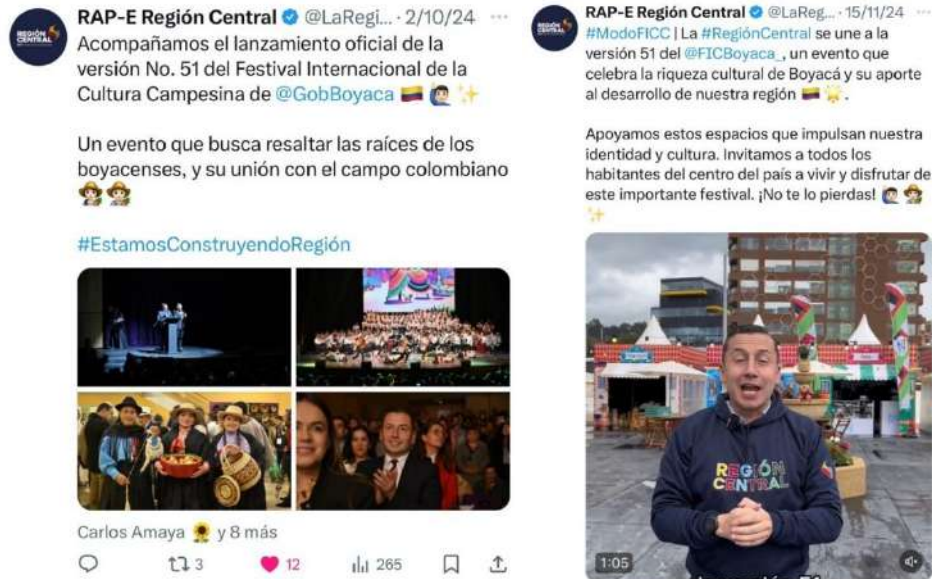 RAP-E Región Central @LaRegi... · 2/10/24 ...
Acompañamos el lanzamiento oficial de la
versión No. 51 del Festival Internacional de la
Cultura Campesina de @GobBoyaca 🇨🇴 🙋🏻‍♂️ ✨
Un evento que busca resaltar las raíces de los
boyacenses, y su unión con el campo colombiano
👩🏻‍🌾 👩🏻‍🌾
#EstamosConstruyendoRegión
Carlos Amaya 🌻 y 8 más
3 12 265
RAP-E Región Central @LaReg... · 15/11/24 ...
#ModoFICC | La #RegiónCentral se une a la
versión 51 del @FICBoyaca_, un evento que
celebra la riqueza cultural de Boyacá y su aporte
al desarrollo de nuestra región 🇨🇴 🌟.
Apoyamos estos espacios que impulsan nuestra
identidad y cultura. Invitamos a todos los
habitantes del centro del país a vivir y disfrutar de
este importante festival. ¡No te lo pierdas! 🙋🏻‍♂️ 👩🏻‍🌾
✨
REGIÓN
CENTRAL
1:05